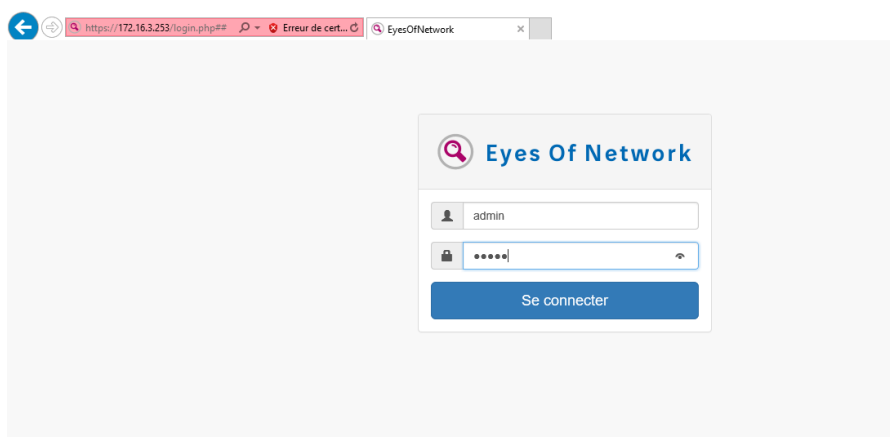 https://172.16.3.253/login.php## Erreur de cert... EyesOfNetwork
Eyes Of Network
admin
Se connecter